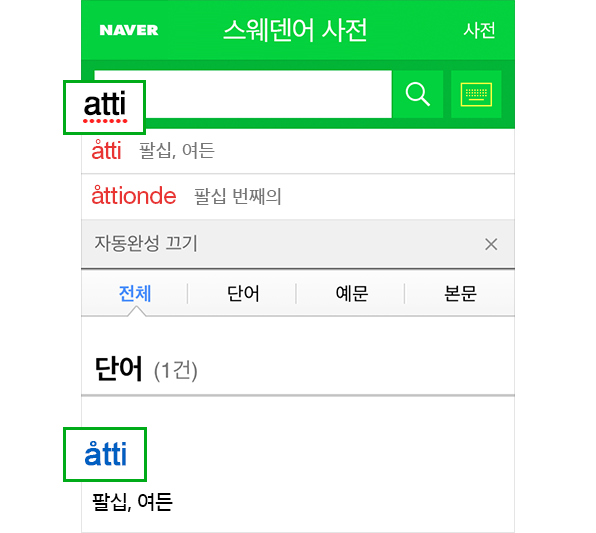 NAVER 스웨덴어 사전 사전
atti
åtti 팔십, 여든
åttionde 팔십 번째의
자동완성 끄기 ×
전체 단어 예문 본문
단어 (1건)
åtti
팔십, 여든